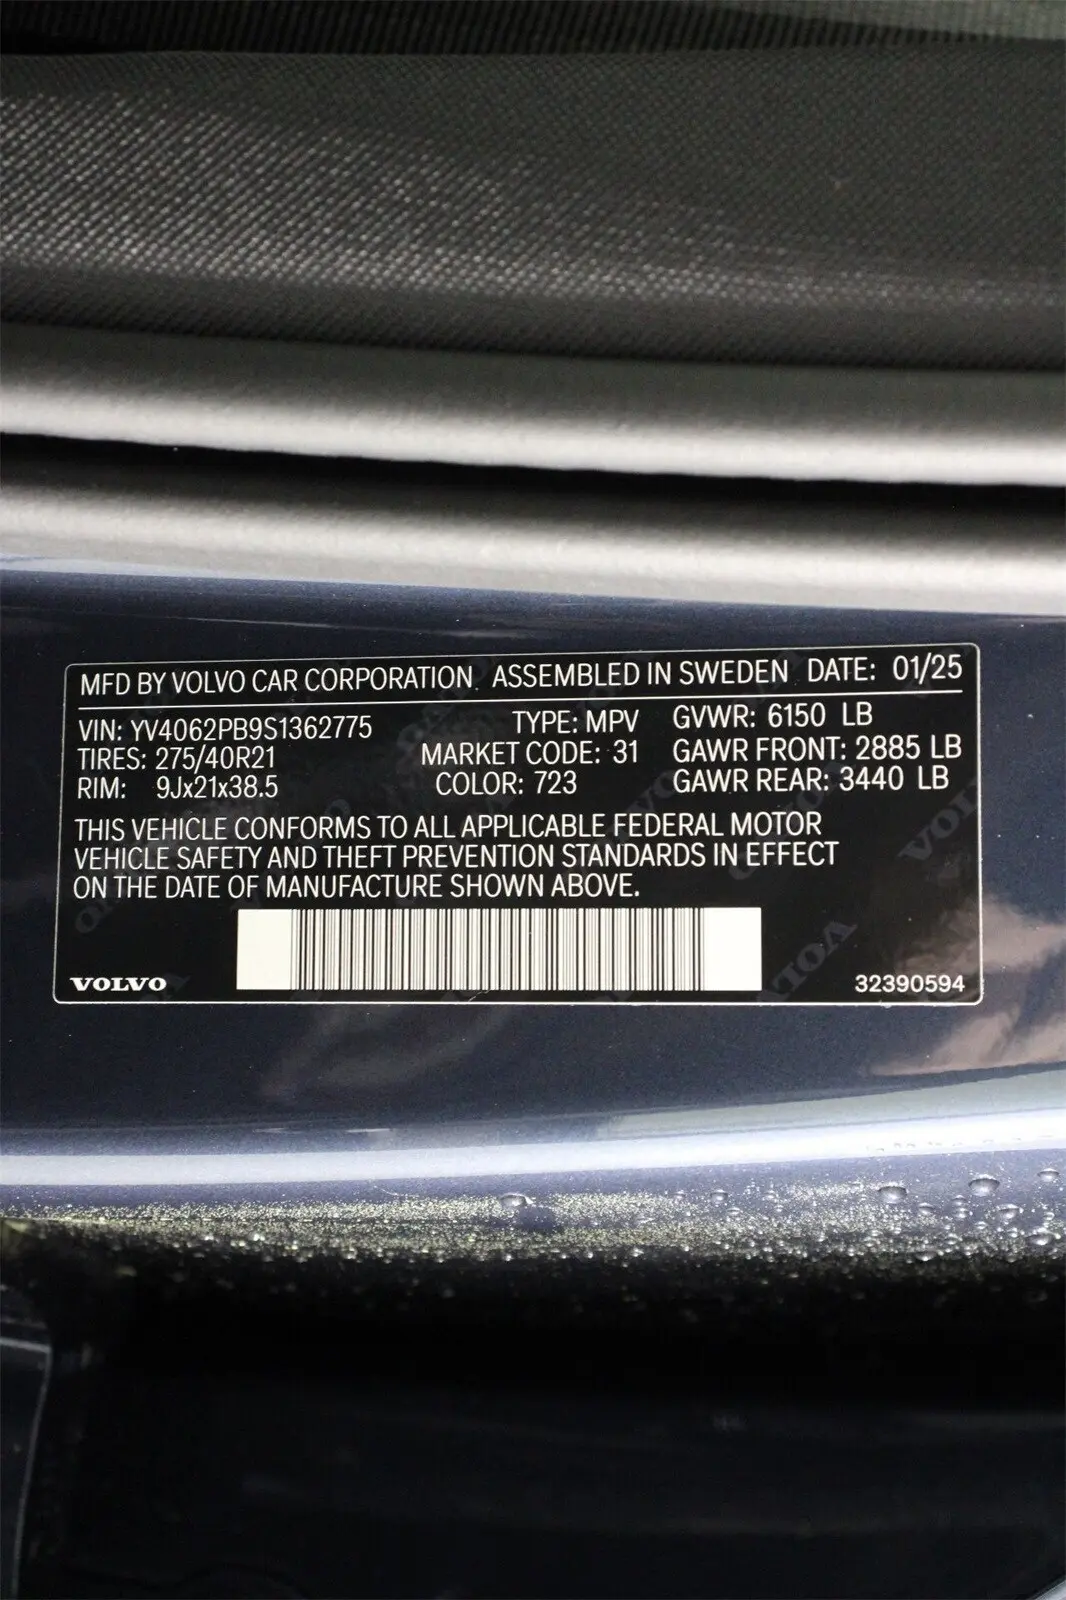 MFD BY VOLVO CAR CORPORATION ASSEMBLED IN SWEDEN DATE: 01/25
VIN: YV4062PB9S1362775 TYPE: MPV GVWR: 6150 LB
TIRES: 275/40R21 MARKET CODE: 31 GAWR FRONT: 2885 LB
RIM: 9Jx21x38.5 COLOR: 723 GAWR REAR: 3440 LB
THIS VEHICLE CONFORMS TO ALL APPLICABLE FEDERAL MOTOR
VEHICLE SAFETY AND THEFT PREVENTION STANDARDS IN EFFECT
ON THE DATE OF MANUFACTURE SHOWN ABOVE.
VOLVO 32390594